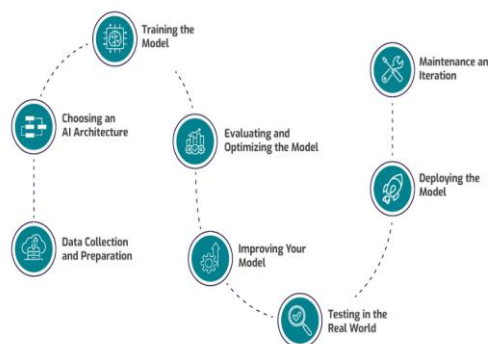 Data Collection
and Preparation
Choosing an
AI Architecture
Training the
Model
Evaluating and
Optimizing the Model
Improving Your
Model
Testing in the
Real World
Deploying the
Model
Maintenance an
Iteration